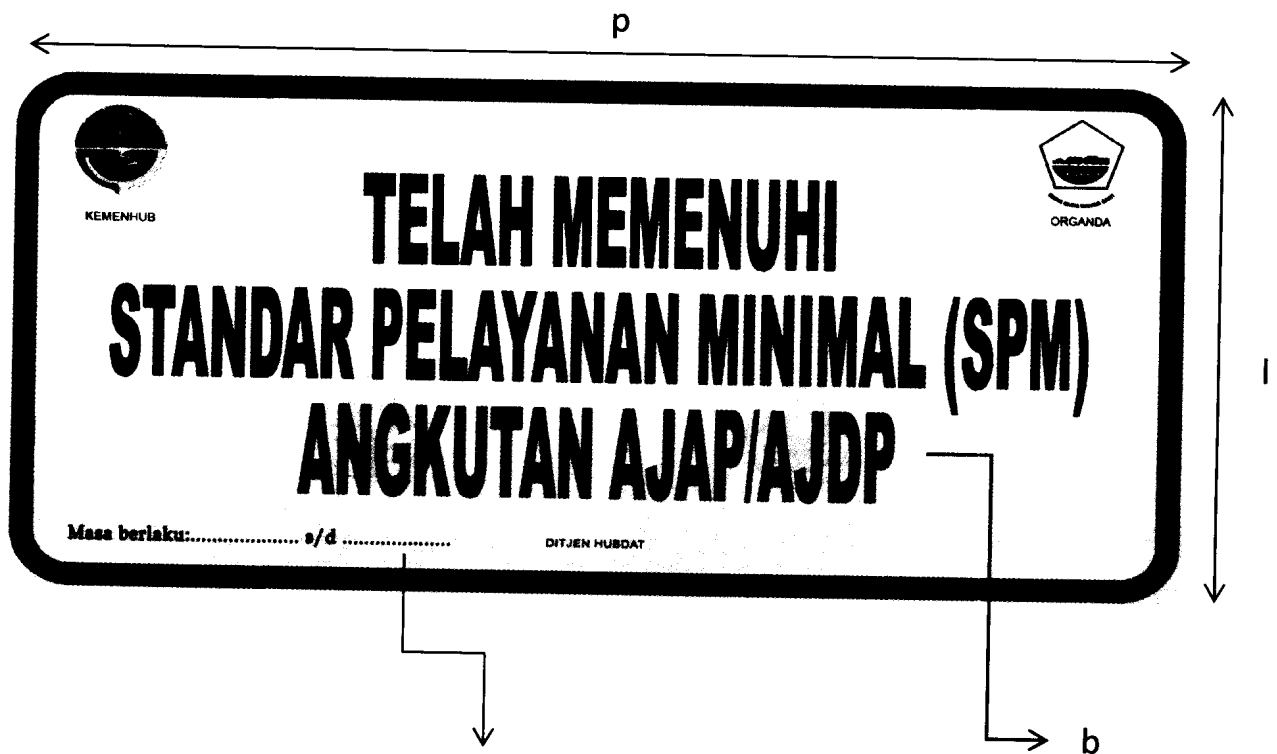 p
KEMENHUB
ORGANDA
TELAH MEMENUHI
STANDAR PELAYANAN MINIMAL (SPM)
l
ANGKUTAN AJAP/AJDP
Masa berlaku:.................... s/d ....................
DITJEN HUBDAT
b